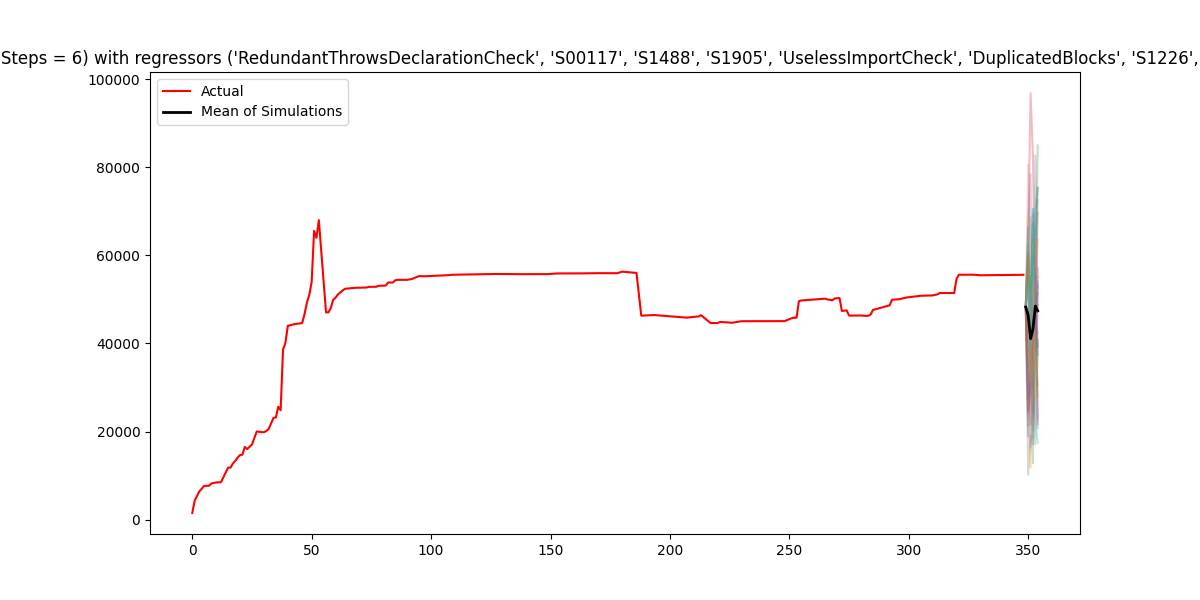 Steps = 6) with regressors ('RedundantThrowsDeclarationCheck', 'S00117', 'S1488', 'S1905', 'UselessImportCheck', 'DuplicatedBlocks', 'S1226',
Actual
Mean of Simulations
100000
80000
60000
40000
20000
0
0 50 100 150 200 250 300 350